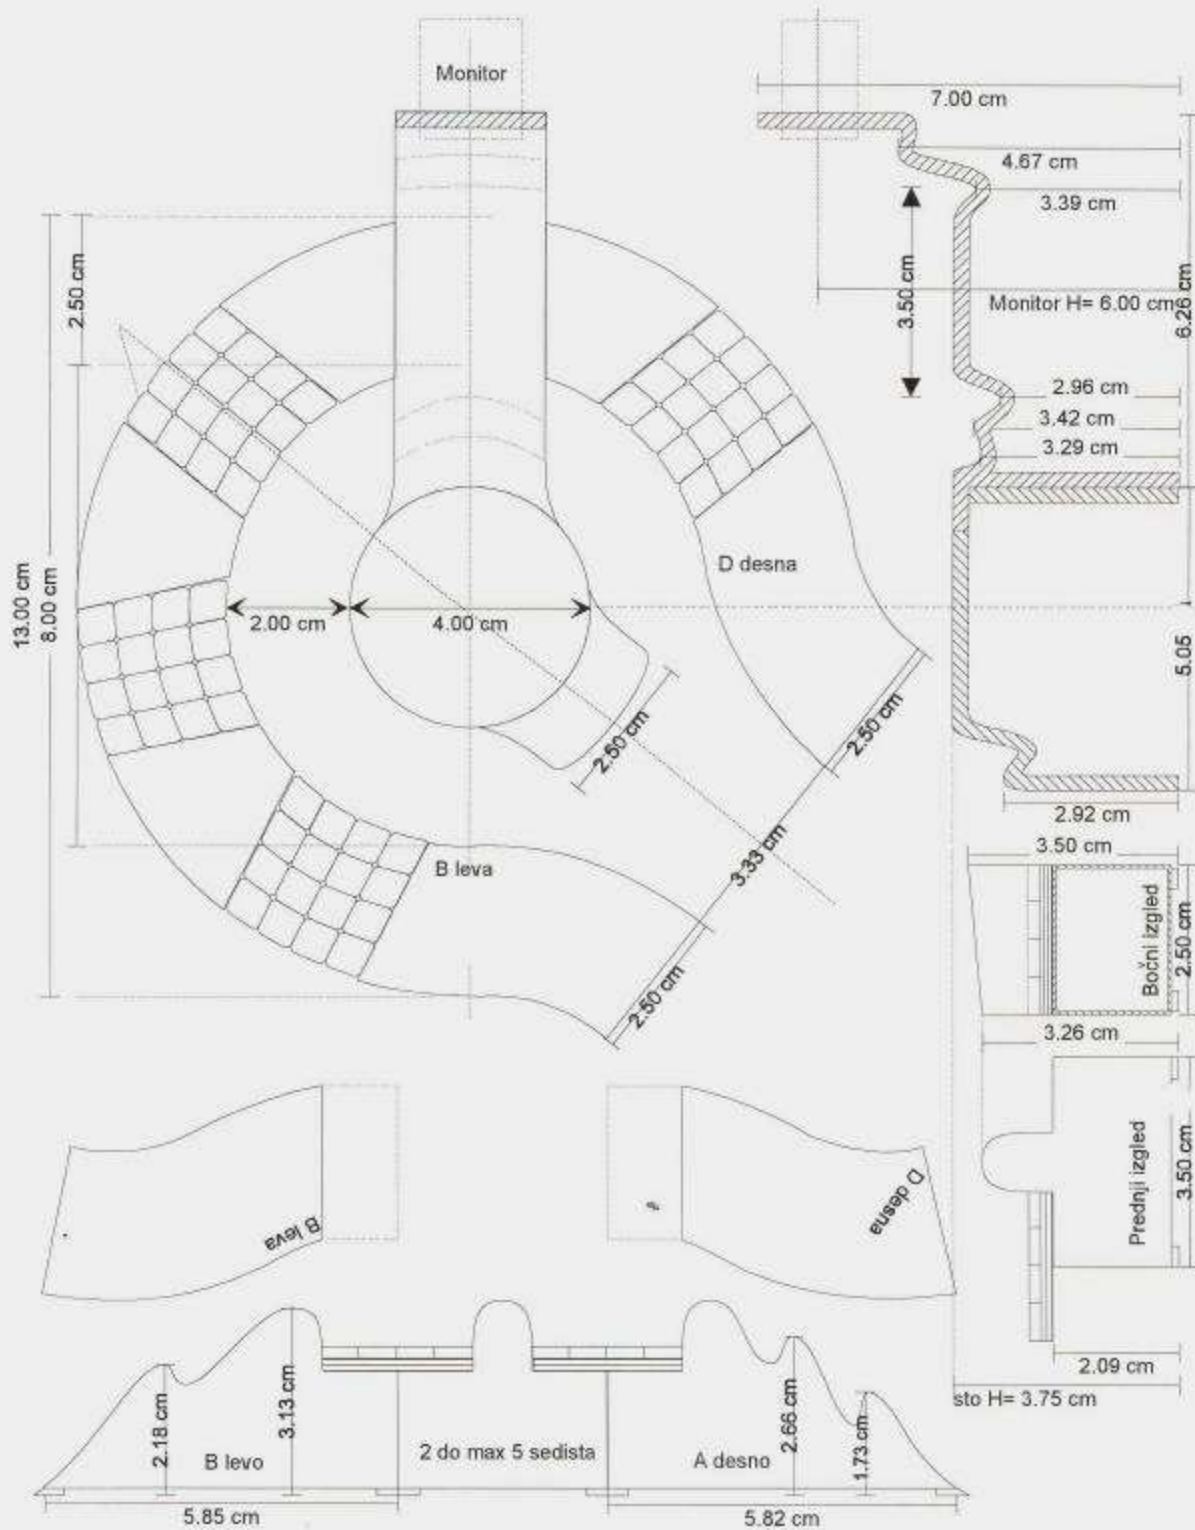 Monitor
7.00 cm
4.67 cm
3.39 cm
2.50 cm
3.50 cm
Monitor H= 6.00 cm
6.26 cm
2.96 cm
3.42 cm
3.29 cm
D desna
13.00 cm
8.00 cm
2.00 cm
4.00 cm
5.05
2.50 cm
2.50 cm
2.92 cm
3.33 cm
3.50 cm
B leva
Bočni izgled
2.50 cm
2.50 cm
3.26 cm
Prednji izgled
3.50 cm
B leva
D desna
2.09 cm
sto H= 3.75 cm
2.18 cm
3.13 cm
2.66 cm
1.73 cm
B levo
2 do max 5 sedista
A desno
5.85 cm
5.82 cm